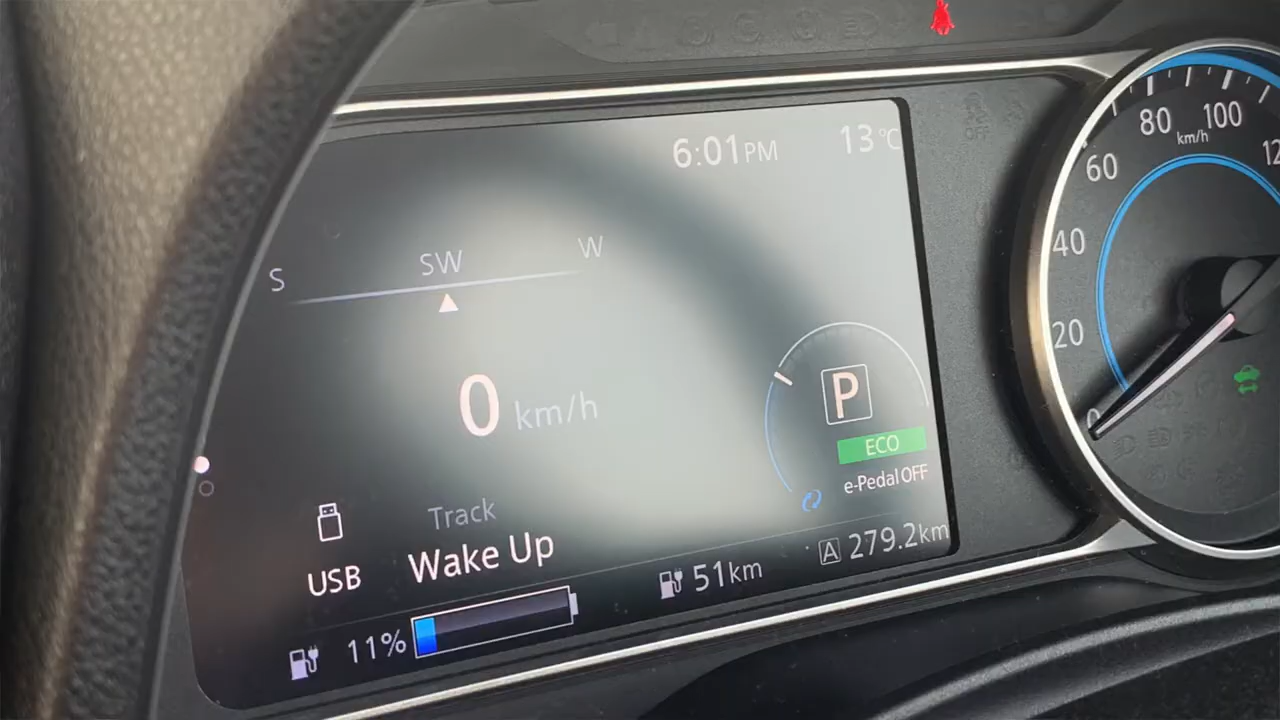 6:01PM 13°C
S SW W
0 km/h
P
ECO
e-Pedal OFF
USB
Track
Wake Up
11%
51km
A 279.2km
OFF
0
20
40
60
80
100
km/h